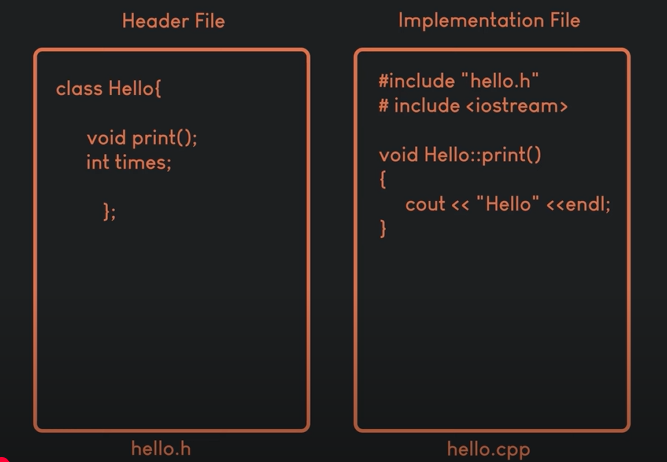 Header File
class Hello{
void print();
int times;
};
hello.h
Implementation File
#include "hello.h"
# include <iostream>
void Hello::print()
{
cout << "Hello" <<endl;
}
hello.cpp